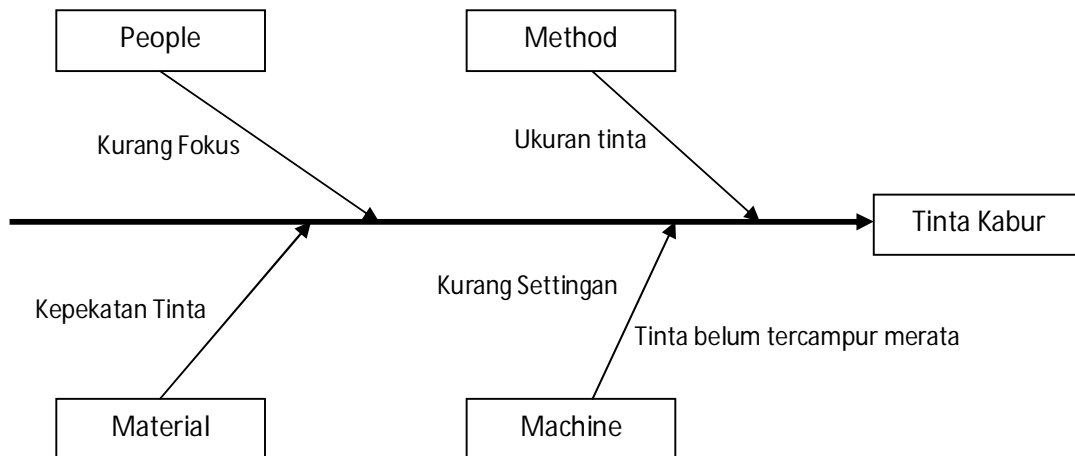 People
Method
Kurang Fokus
Ukuran tinta
Tinta Kabur
Kepekatan Tinta
Kurang Settingan
Tinta belum tercampur merata
Material
Machine